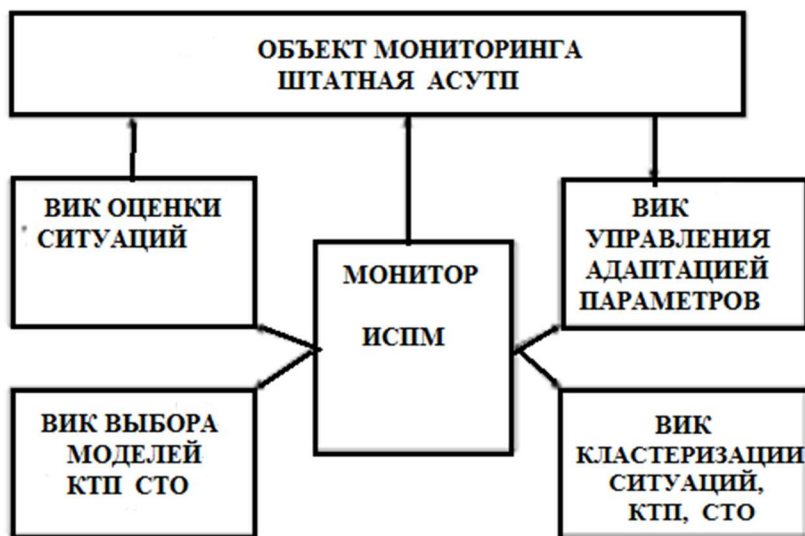 ОБЪЕКТ МОНИТОРИНГА
ШТАТНАЯ АСУТП
ВИК ОЦЕНКИ
СИТУАЦИЙ
МОНИТОР
ИСПМ
ВИК
УПРАВЛЕНИЯ
АДАПТАЦИЕЙ
ПАРАМЕТРОВ
ВИК ВЫБОРА
МОДЕЛЕЙ
КТП СТО
ВИК
КЛАСТЕРИЗАЦИИ
СИТУАЦИЙ,
КТП, СТО